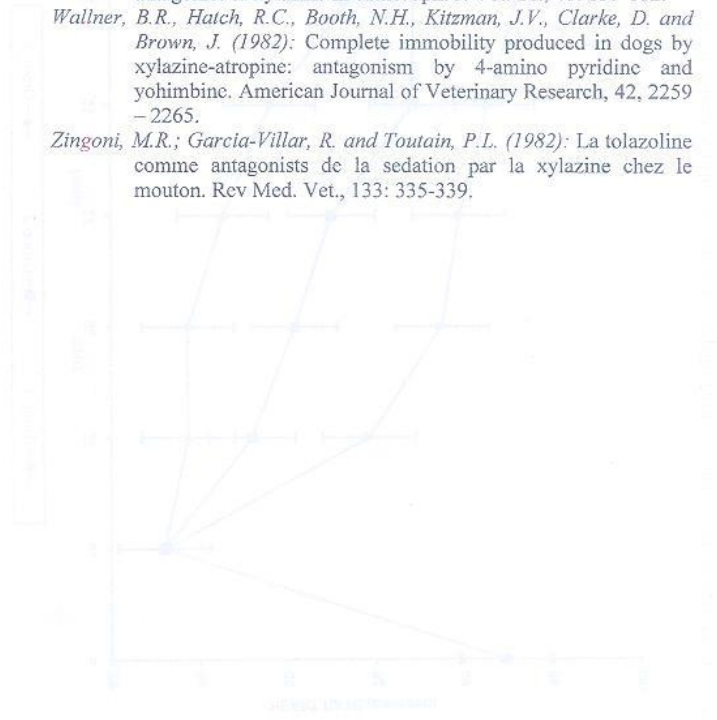 Wallner, B.R., Hatch, R.C., Booth, N.H., Kitzman, J.V., Clarke, D. and
Brown, J. (1982): Complete immobility produced in dogs by
xylazine-atropine: antagonism by 4-amino pyridine and
yohimbine. American Journal of Veterinary Research, 42, 2259
– 2265.
Zingoni, M.R.; Garcia-Villar, R. and Toutain, P.L. (1982): La tolazoline
comme antagonists de la sedation par la xylazine chez le
mouton. Rev Med. Vet., 133: 335-339.